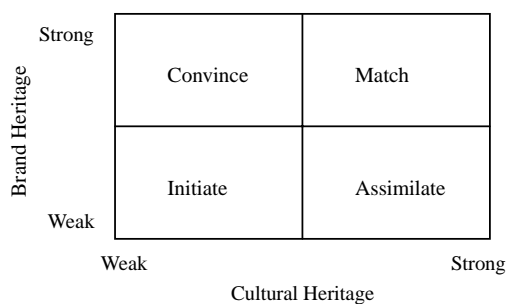 Strong
Convince Match
Brand Heritage
Initiate Assimilate
Weak
Weak Strong
Cultural Heritage